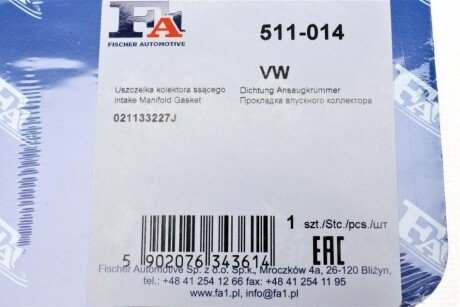 FA1
FISCHER AUTOMOTIVE
511-014
VW
Uszczelka kolektora ssącego
Dichtung Ansaugkrümmer
Intake Manifold Gasket
Прокладка впускного коллектора
021133227J
1 szt./Stc./pcs./шт
5 902076 343614
EAC
Fischer Automotive Sp. z o.o. Sp.k., Mroczków 4a, 26-120 Bliżyn,
tel.: +48 41 254 12 66 fax +48 41 254 11 95
www.fa1.pl, info@fa1.pl